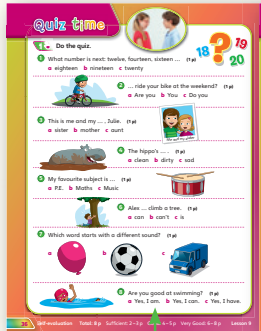 Quiz time
Do the quiz.
18 19 20
1 What number is next: twelve, fourteen, sixteen ... (1 p)
a eighteen b nineteen c twenty
2 ... ride your bike at the weekend? (1 p)
a Are you b You c Do you
3 This is me and my ... , Julie. (1 p)
a sister b mother c aunt
4 The hippo's ... . (1 p)
a clean b dirty c sad
5 My favourite subject is ... . (1 p)
a P.E. b Maths c Music
6 Alex ... climb a tree. (1 p)
a can b can't c is
7 Which word starts with a different sound? (1 p)
a b c
8 Are you good at swimming? (1 p)
a Yes, I am. b Yes, I can. c Yes, I have.
36 Self-evaluation Total: 8 p Sufficient: 2–3 p 4–5 p Very Good: 6–8 p Lesson 9